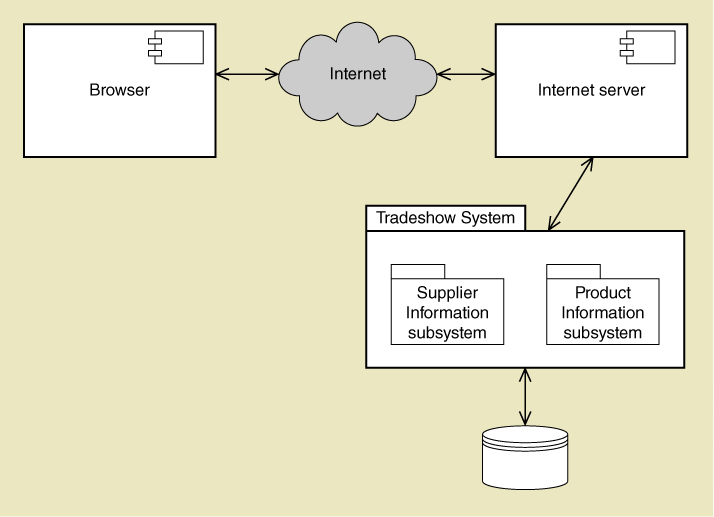 Browser
Internet
Internet server
Tradeshow System
Supplier
Information
subsystem
Product
Information
subsystem